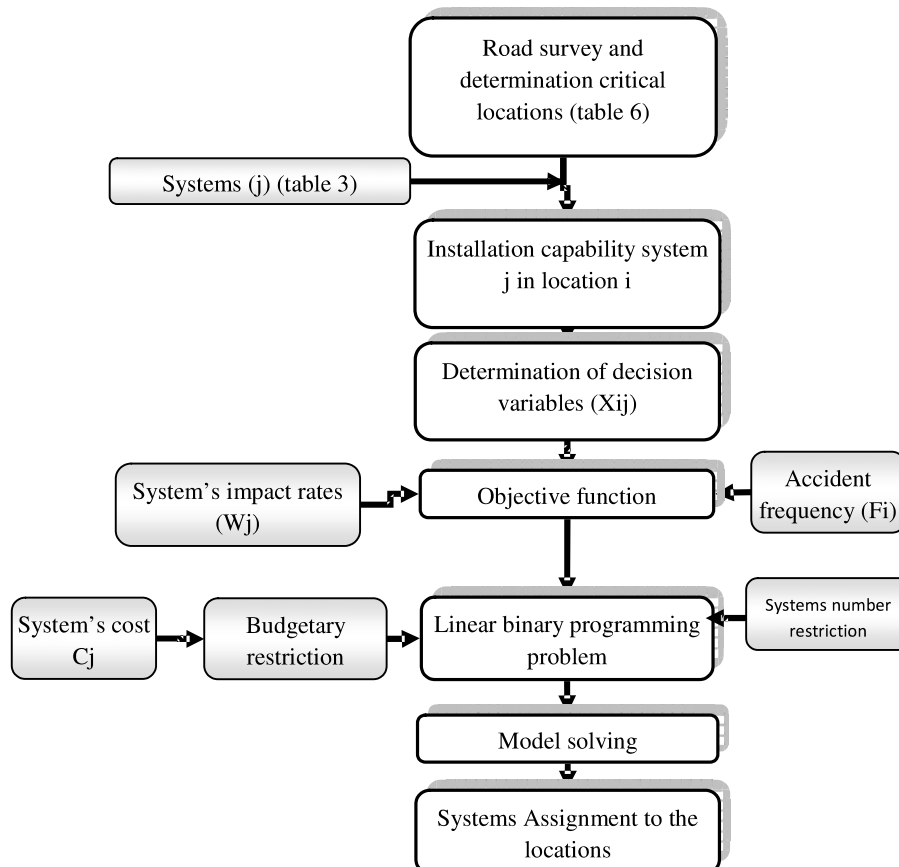 Road survey and
determination critical
locations (table 6)
Systems (j) (table 3)
Installation capability system
j in location i
Determination of decision
variables (Xij)
System's impact rates
(Wj)
Objective function
Accident
frequency (Fi)
System's cost
Cj
Budgetary
restriction
Linear binary programming
problem
Systems number
restriction
Model solving
Systems Assignment to the
locations